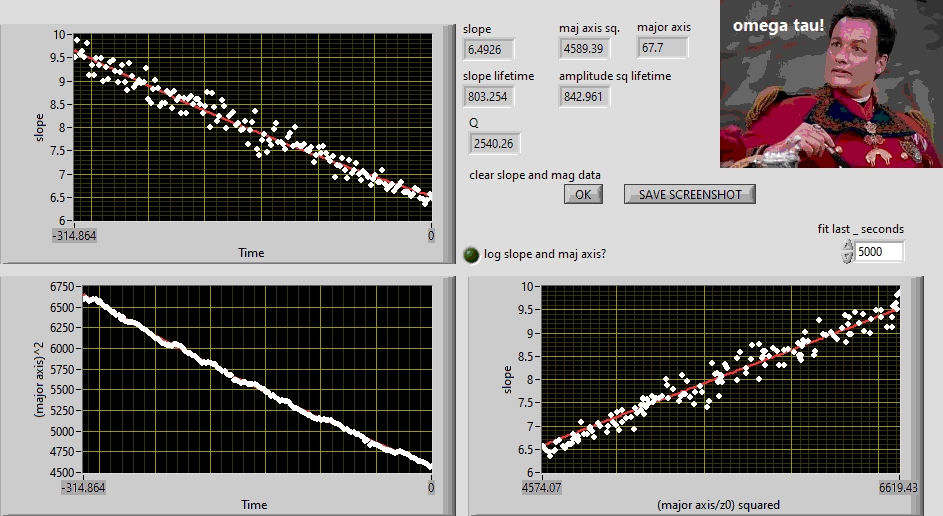 10
9.5
9
8.5
8
7.5
7
6.5
6
slope
-314.864
0
Time
slope
maj axis sq.
major axis
6.4926
4589.39
67.7
slope lifetime
amplitude sq lifetime
803.254
842.961
Q
2540.26
omega tau!
clear slope and mag data
OK
SAVE SCREENSHOT
fit last _ seconds
5000
log slope and maj axis?
6750
6500
6250
6000
5750
5500
5250
5000
4750
4500
(major axis)^2
-314.864
0
Time
10
9.5
9
8.5
8
7.5
7
6.5
6
slope
4574.07
6619.43
(major axis/z0) squared